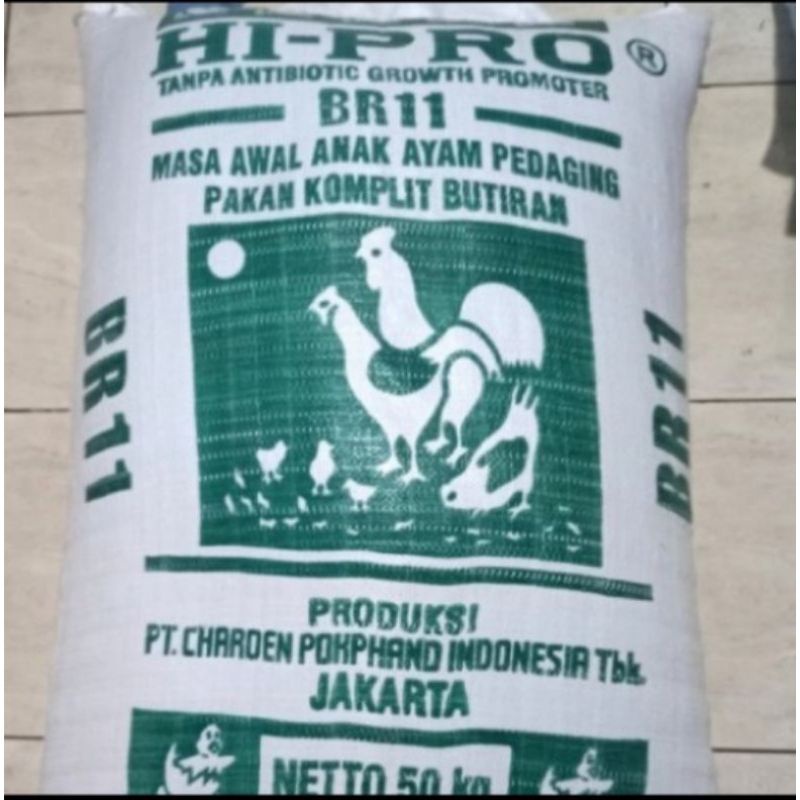 HI-PRO ®
TANPA ANTIBIOTIC GROWTH PROMOTER
BR11
MASA AWAL ANAK AYAM PEDAGING
PAKAN KOMPLIT BUTIRAN
BR11
BR11
PRODUKSI
PT. CHAROEN POKPHAND INDONESIA Tbk.
JAKARTA
NETTO 50 kg